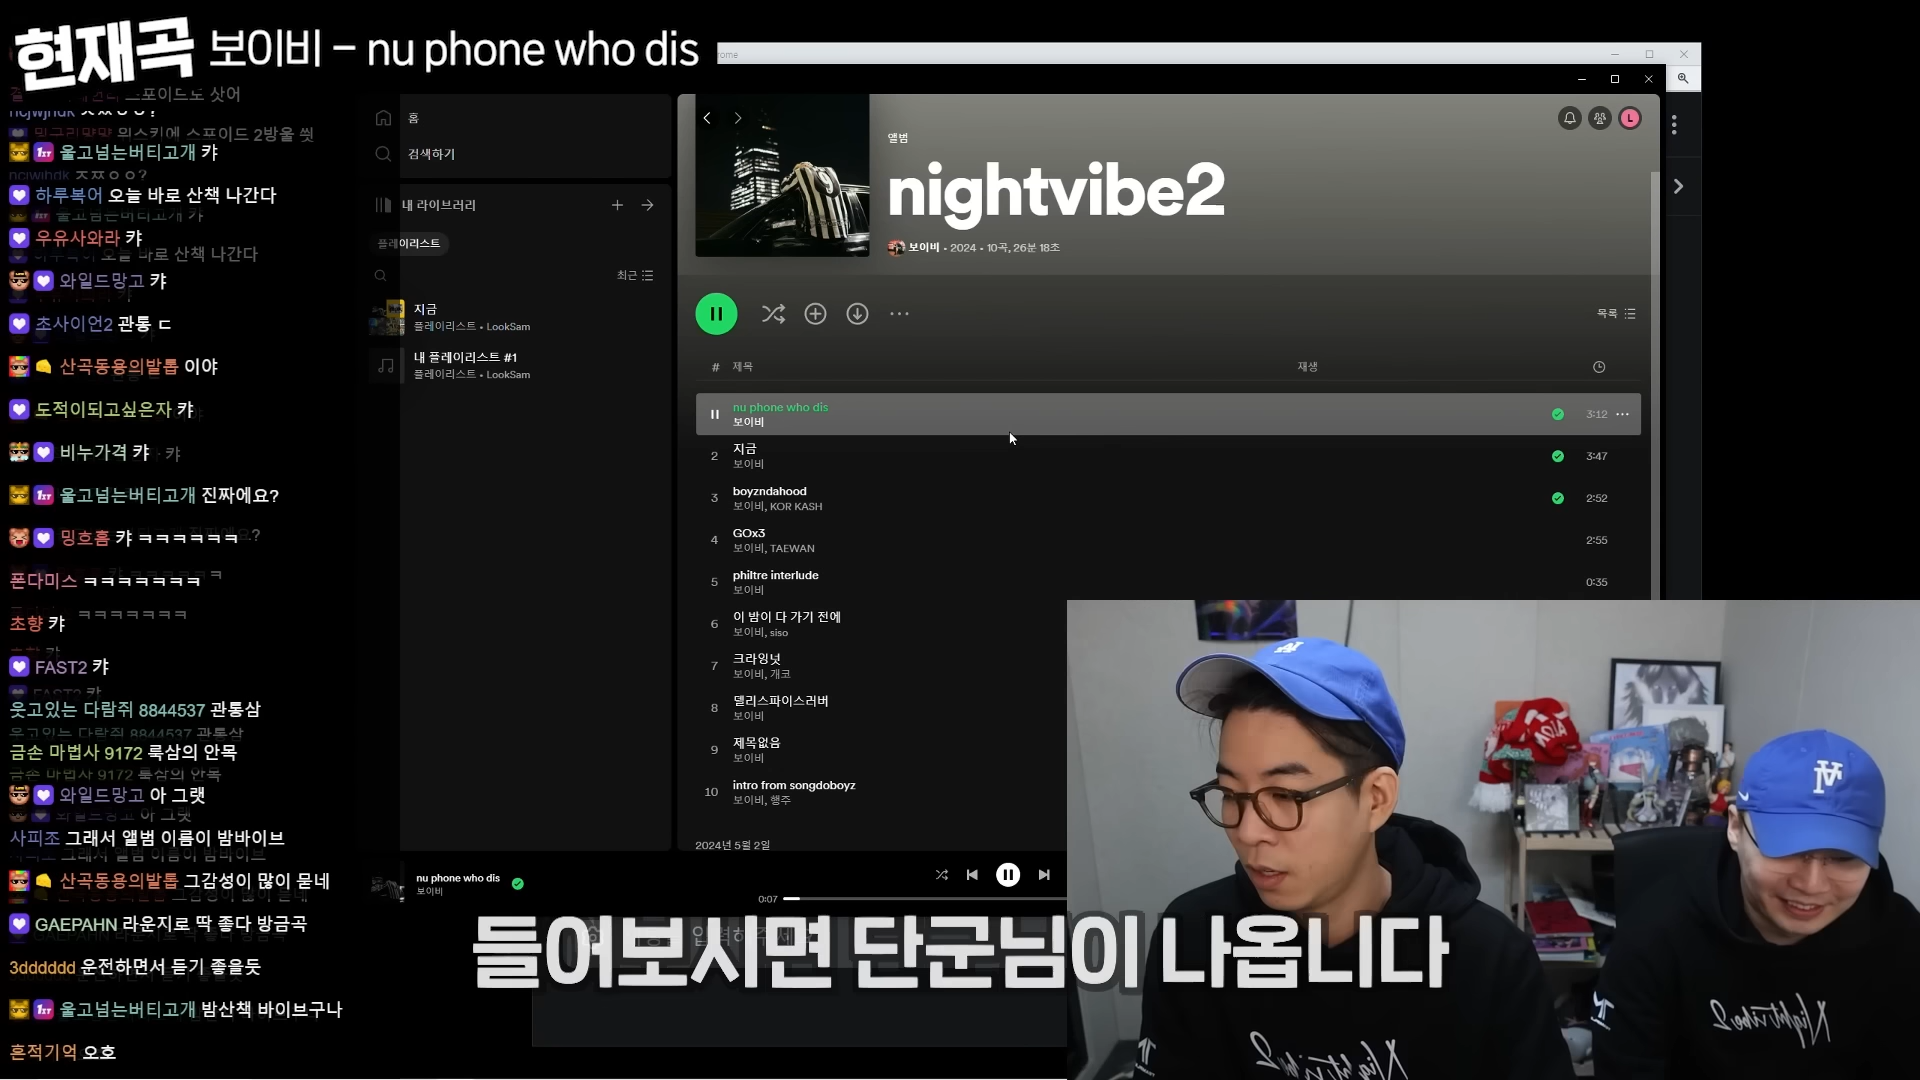 현재곡 보이비 - nu phone who dis
울고넘는버티고개 캬
하루복어 오늘 바로 산책 나간다
우유사와라 캬
와일드망고 캬
초사이언2 관통 ㄷ
산곡동용의발톱 이야
도적이되고싶은자 캬
비누가격 캬
울고넘는버티고개 진짜에요?
밍흐흠 캬 ㅋㅋㅋㅋㅋㅋ
폰다미스 ㅋㅋㅋㅋㅋㅋㅋ
초향 캬
FAST2 캬
웃고있는 다람쥐 8844537 관통삼
금손 마법사 9172 룩삼의 안목
와일드망고 아 그랫
사피조 그래서 앨범 이름이 밤바이브
산곡동용의발톱 그감성이 많이 묻네
GAEPAHN 라운지로 딱 좋다 방금곡
3dddddd 운전하면서 듣기 좋을듯
울고넘는버티고개 밤산책 바이브구나
흔적기억 오호
홈
검색하기
내 라이브러리
플레이리스트
최근
지금
플레이리스트 • LookSam
내 플레이리스트 #1
플레이리스트 • LookSam
L
앨범
nightvibe2
보이비 • 2024 • 10곡, 26분 18초
목록
# 제목 재생
nu phone who dis 3:12
보이비
2 지금 3:47
보이비
3 boyzndahood 2:52
보이비, KOR KASH
4 GOx3 2:55
보이비, TAEWAN
5 philtre interlude 0:35
보이비
6 이 밤이 다 가기 전에
보이비, siso
7 크라잉넛
보이비, 개코
8 델리스파이스러버
보이비
9 제목없음
보이비
10 intro from songdoboyz
보이비, 행주
2024년 5월 2일
nu phone who dis
보이비
0:07
들어보시면 단군님이 나옵니다